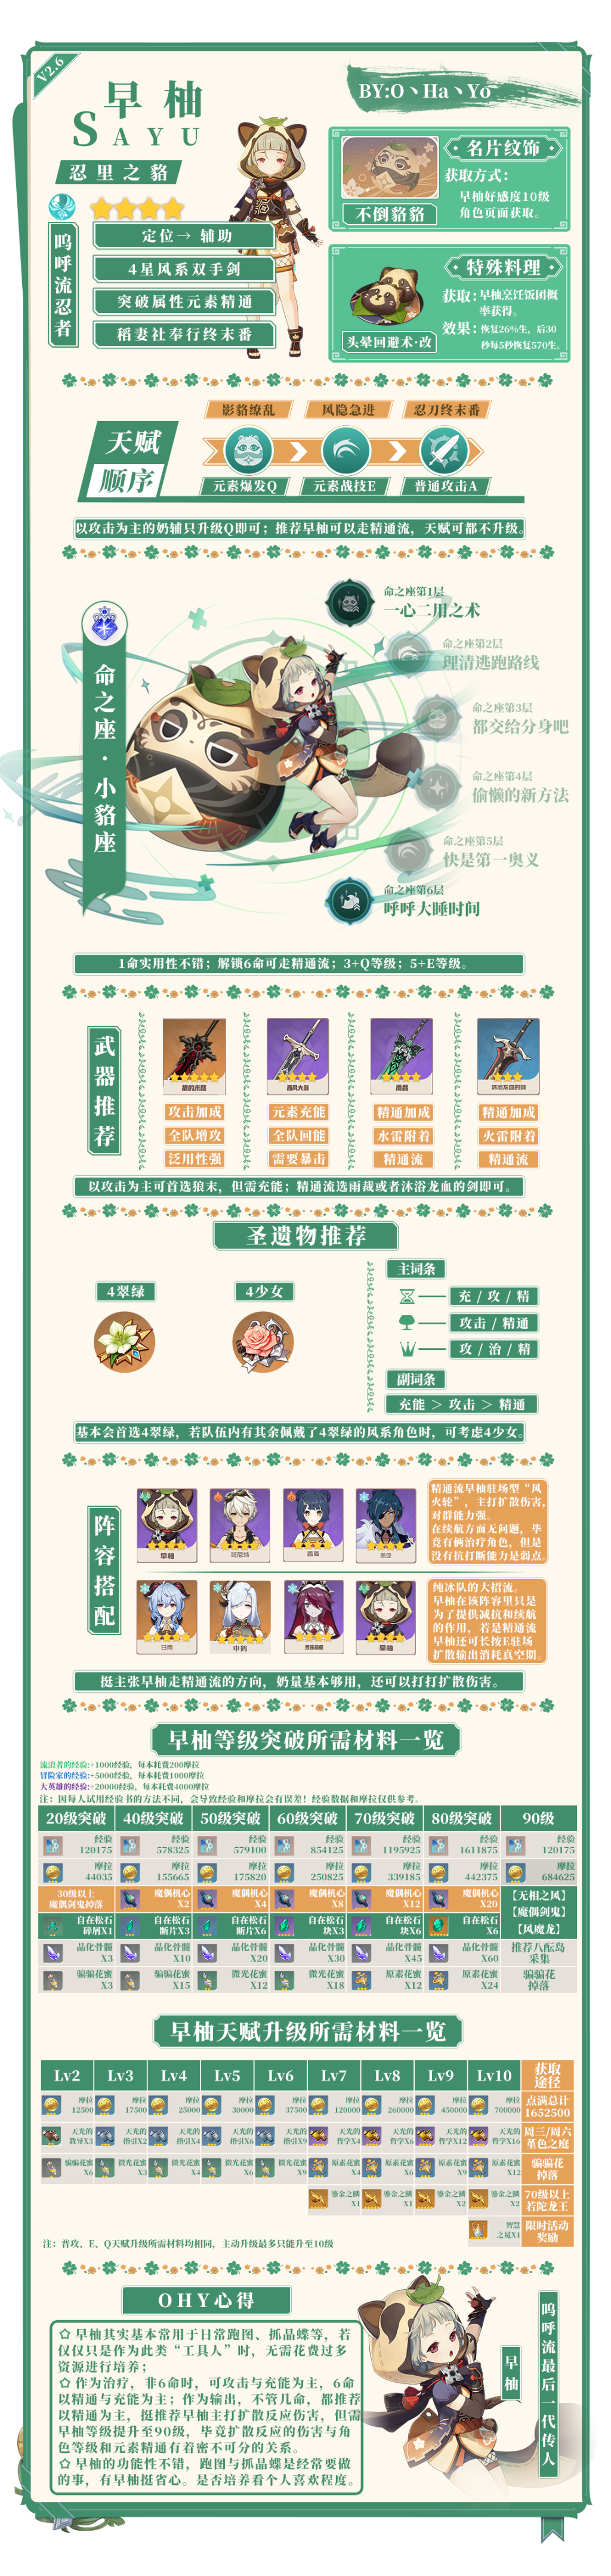 V2.6
早柚
SAYU
BY:O丶Ha丶Yo
忍里之貉
呜呼流忍者
定位→ 辅助
4星风系双手剑
突破属性元素精通
稻妻社奉行终末番
名片纹饰
获取方式：
早柚好感度10级
角色页面获取。
不倒貉貉
特殊料理
获取：早柚烹饪饭团概
率获得。
效果：恢复26%生，后30
秒每5秒恢复570生。
头晕回避术·改
天赋
顺序
影貉缭乱
风隐急进
忍刀终末番
元素爆发Q
元素战技E
普通攻击A
以攻击为主的奶辅只升级Q即可；推荐早柚可以走精通流，天赋可都不升级。
命之座·小貉座
命之座第1层
一心二用之术
命之座第2层
理清逃跑路线
命之座第3层
都交给分身吧
命之座第4层
偷懒的新方法
命之座第5层
快是第一奥义
命之座第6层
呼呼大睡时间
1命实用性不错；解锁6命可走精通流；3+Q等级；5+E等级。
武器推荐
狼的末路
西风大剑
雨裁
沐浴龙血的剑
攻击加成
元素充能
精通加成
精通加成
全队增攻
全队回能
水雷附着
火雷附着
泛用性强
需要暴击
精通流
精通流
以攻击为主可首选狼末，但需充能；精通流选雨裁或者沐浴龙血的剑即可。
圣遗物推荐
4翠绿
4少女
主词条
充 / 攻 / 精
攻击 / 精通
攻 / 治 / 精
副词条
充能 ＞ 攻击 ＞ 精通
基本会首选4翠绿，若队伍内有其余佩戴了4翠绿的风系角色时，可考虑4少女。
阵容搭配
早柚
班尼特
香菱
凯亚
精通流早柚驻场型“风
火轮”，主打扩散伤害，
对群能力强。
在续航方面无问题，毕
竟有俩治疗角色，但是
没有抗打断能力是弱点。
甘雨
申鹤
罗莎莉亚
早柚
纯冰队的大招流。
早柚在该阵容里只是
为了提供减抗和续航
的作用，若是精通流
早柚还可长按E驻场
扩散输出消耗真空期。
挺主张早柚走精通流的方向，奶量基本够用，还可以打打扩散伤害。
早柚等级突破所需材料一览
流浪者的经验:+1000经验，每本耗费200摩拉
冒险家的经验:+5000经验，每本耗费1000摩拉
大英雄的经验:+20000经验，每本耗费4000摩拉
注：因每人试用经验书的方法不同，会导致经验和摩拉会有误差！经验数据和摩拉仅供参考。
20级突破 40级突破 50级突破 60级突破 70级突破 80级突破 90级
经验 经验 经验 经验 经验 经验 经验
120175 578325 579100 854125 1195925 1611875 120175
摩拉 摩拉 摩拉 摩拉 摩拉 摩拉 摩拉
44035 155665 175820 250825 339185 442375 684625
30级以上 魔偶机心 魔偶机心 魔偶机心 魔偶机心 魔偶机心 【无相之风】
魔偶剑鬼掉落 X2 X4 X8 X12 X20 【魔偶剑鬼】
自在松石 自在松石 自在松石 自在松石 自在松石 自在松石 【风魔龙】
碎屑X1 断片X3 断片X6 块X3 块X6 X6
晶化骨髓 晶化骨髓 晶化骨髓 晶化骨髓 晶化骨髓 晶化骨髓 推荐八酝岛
X3 X10 X20 X30 X45 X60 采集
骗骗花蜜 骗骗花蜜 微光花蜜 微光花蜜 原素花蜜 原素花蜜 骗骗花
X3 X15 X12 X18 X12 X24 掉落
早柚天赋升级所需材料一览
Lv2 Lv3 Lv4 Lv5 Lv6 Lv7 Lv8 Lv9 Lv10 获取
途径
摩拉 摩拉 摩拉 摩拉 摩拉 摩拉 摩拉 摩拉 摩拉 点满总计
12500 17500 25000 30000 37500 120000 260000 450000 700000 1652500
天光的 天光的 天光的 天光的 天光的 天光的 天光的 天光的 天光的 周三/周六
教导X3 指引X2 指引X4 指引X6 指引X9 哲学X4 哲学X6 哲学X12 哲学X16 堇色之庭
骗骗花蜜 微光花蜜 微光花蜜 微光花蜜 微光花蜜 原素花蜜 原素花蜜 原素花蜜 原素花蜜 骗骗花
X6 X3 X4 X6 X9 X4 X6 X9 X12 掉落
鎏金之鳞 鎏金之鳞 鎏金之鳞 鎏金之鳞 70级以上
X1 X1 X2 X2 若陀龙王
智慧 限时活动
之冕X1 奖励
注：普攻、E、Q天赋升级所需材料均相同，主动升级最多只能升至10级
OHY心得
✩ 早柚其实基本常用于日常跑图、抓晶蝶等，若
仅仅只是作为此类“工具人”时，无需花费过多
资源进行培养；
✩ 作为治疗，非6命时，可攻击与充能为主，6命
以精通与充能为主；作为输出，不管几命，都推荐
以精通为主，挺推荐早柚主打扩散反应伤害，但需
早柚等级提升至90级，毕竟扩散反应的伤害与角
色等级和元素精通有着密不可分的关系。
✩ 早柚的功能性不错，跑图与抓晶蝶是经常要做
的事，有早柚挺省心。是否培养看个人喜欢程度。
早柚
呜呼流最后一代传人